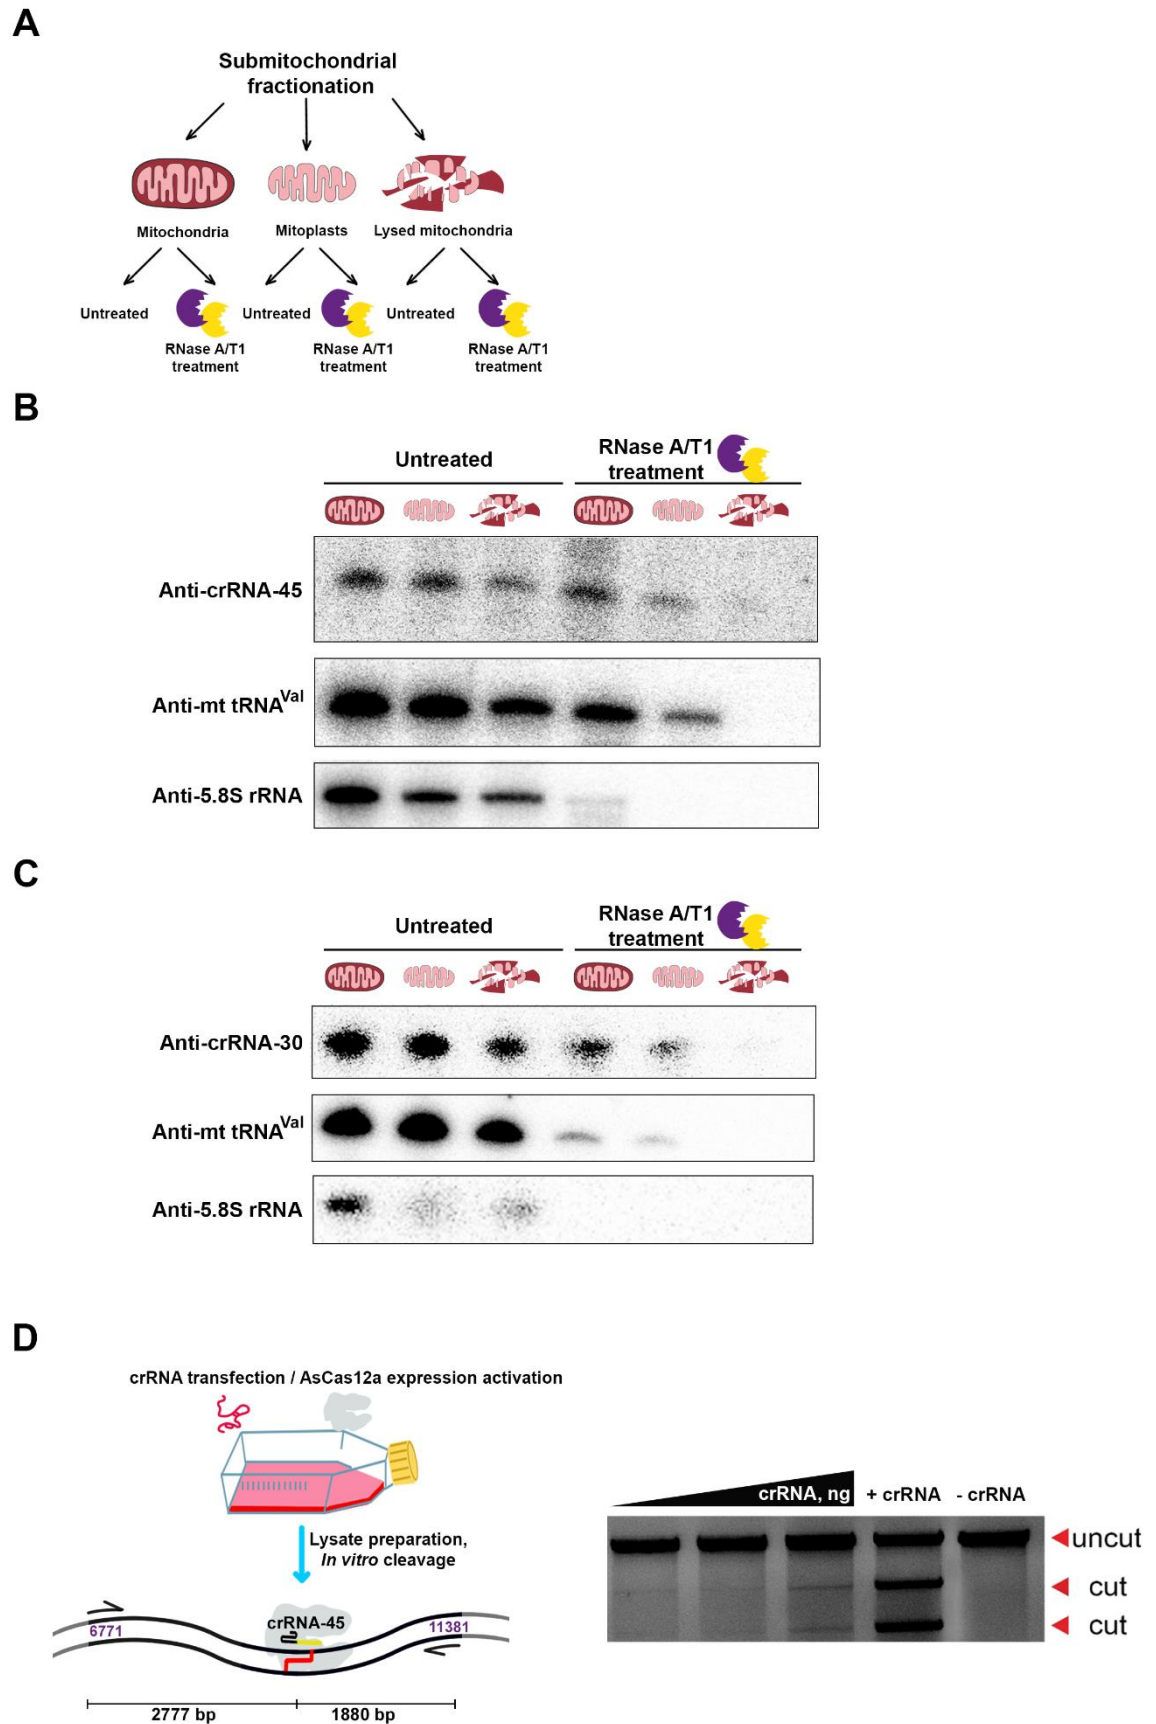 A
Submitochondrial
fractionation
Mitochondria
Mitoplasts
Lysed mitochondria
Untreated
Untreated
Untreated
RNase A/T1
treatment
RNase A/T1
treatment
RNase A/T1
treatment
B
Untreated
RNase A/T1
treatment
Anti-crRNA-45
Anti-mt tRNAVal
Anti-5.8S rRNA
C
Untreated
RNase A/T1
treatment
Anti-crRNA-30
Anti-mt tRNAVal
Anti-5.8S rRNA
D
crRNA transfection / AsCas12a expression activation
Lysate preparation,
In vitro cleavage
crRNA-45
6771
11381
2777 bp
1880 bp
crRNA, ng
+ crRNA
- crRNA
uncut
cut
cut